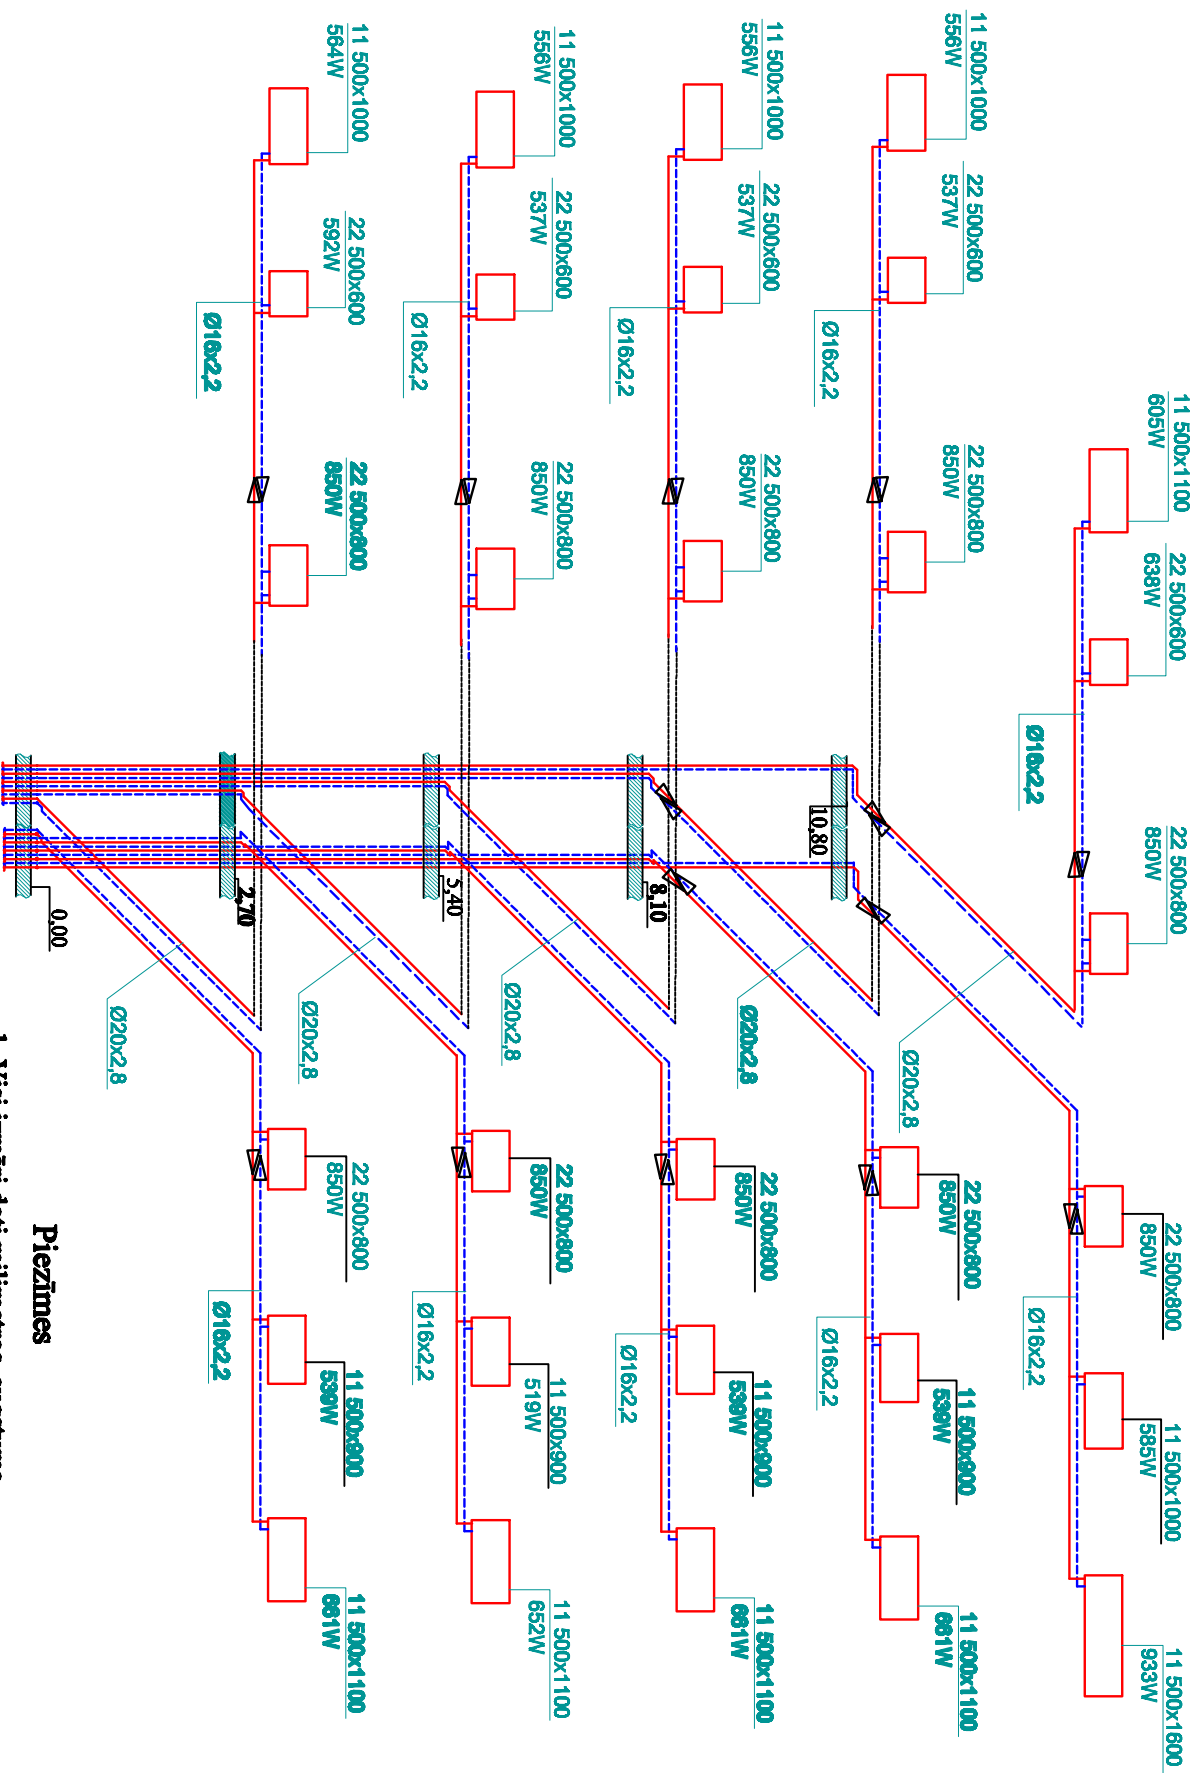 11 500x1100
605W
22 500x600
638W
22 500x800
850W
22 500x800
850W
11 500x1000
585W
11 500x1600
933W
Ø16x2,2
Ø16x2,2
11 500x1000
556W
22 500x600
537W
22 500x800
850W
Ø20x2,8
22 500x800
850W
11 500x900
539W
11 500x1100
661W
Ø16x2,2
10,80
Ø16x2,2
11 500x1000
556W
22 500x600
537W
22 500x800
850W
Ø20x2,8
22 500x800
850W
11 500x900
539W
11 500x1100
661W
Ø16x2,2
8,10
Ø16x2,2
11 500x1000
556W
22 500x600
537W
22 500x800
850W
Ø20x2,8
22 500x800
850W
11 500x900
519W
11 500x1100
652W
Ø16x2,2
5,40
Ø16x2,2
11 500x1000
564W
22 500x600
592W
22 500x800
850W
Ø20x2,8
22 500x800
850W
11 500x900
539W
11 500x1100
661W
Ø16x2,2
2,70
Ø16x2,2
Ø20x2,8
0,00
Piezīmes